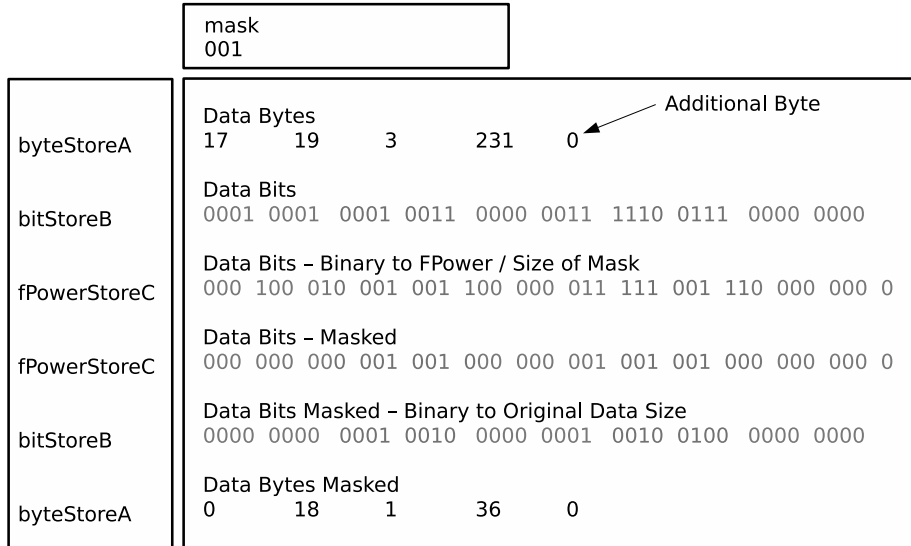 mask
001
Additional Byte
Data Bytes
byteStoreA 17 19 3 231 0
Data Bits
bitStoreB 0001 0001 0001 0011 0000 0011 1110 0111 0000 0000
Data Bits – Binary to FPower / Size of Mask
fPowerStoreC 000 100 010 001 001 100 000 011 111 001 110 000 000 0
Data Bits – Masked
fPowerStoreC 000 000 000 001 001 000 000 001 001 001 000 000 000 0
Data Bits Masked – Binary to Original Data Size
bitStoreB 0000 0000 0001 0010 0000 0001 0010 0100 0000 0000
Data Bytes Masked
byteStoreA 0 18 1 36 0